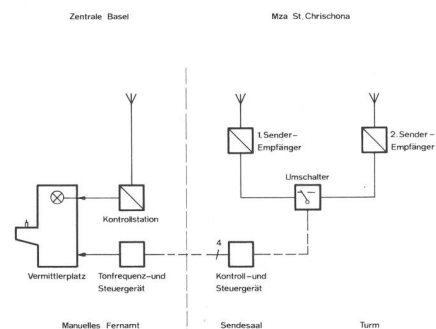 Zentrale Basel
Mza St. Chrischona
1. Sender-
Empfänger
2. Sender-
Empfänger
Umschalter
Kontrollstation
4
Vermittlerplatz
Tonfrequenz-und
Steuergerät
Kontroll-und
Steuergerät
Manuelles Fernamt
Sendesaal
Turm